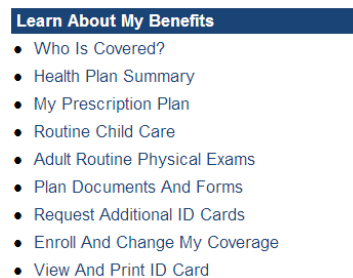 Learn About My Benefits
• Who Is Covered?
• Health Plan Summary
• My Prescription Plan
• Routine Child Care
• Adult Routine Physical Exams
• Plan Documents And Forms
• Request Additional ID Cards
• Enroll And Change My Coverage
• View And Print ID Card